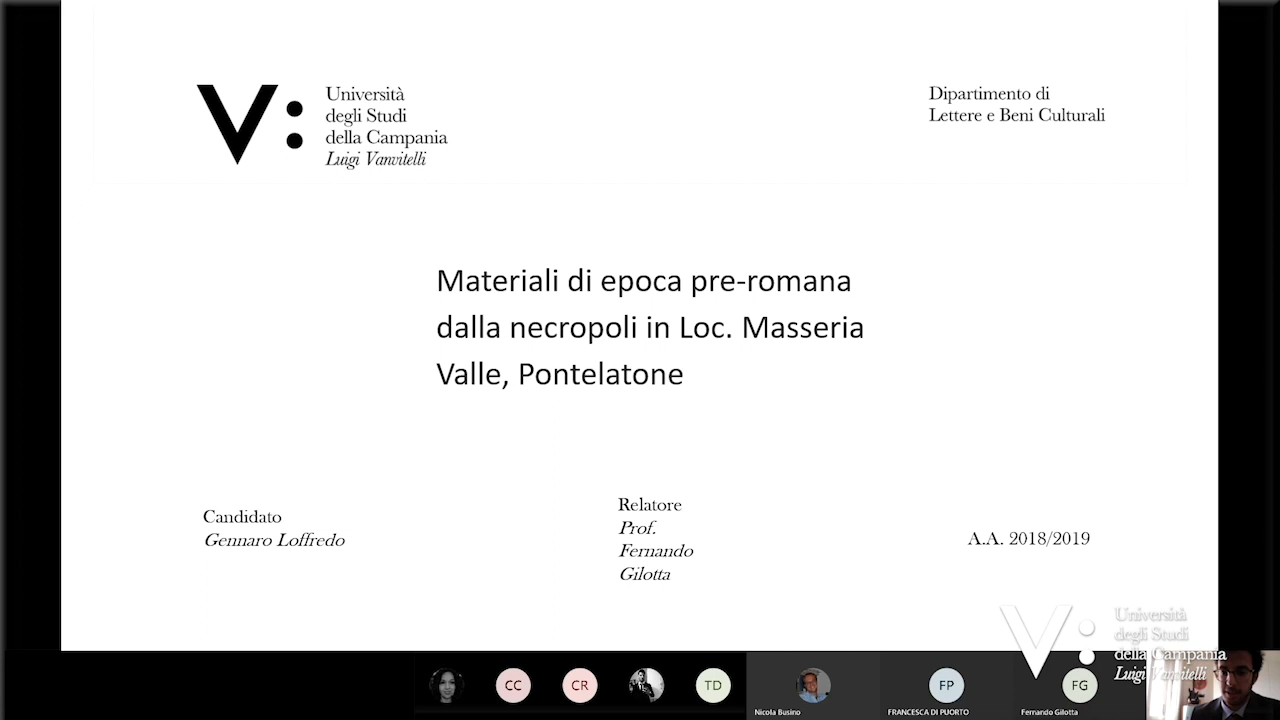 V:
Università
degli Studi
della Campania
Luigi Vanvitelli
Dipartimento di
Lettere e Beni Culturali
Materiali di epoca pre-romana
dalla necropoli in Loc. Masseria
Valle, Pontelatone
Candidato
Gennaro Loffredo
Relatore
Prof.
Fernando
Gilotta
A.A. 2018/2019
V:
Università
degli Studi
della Campania
Luigi Vanvitelli
CC
CR
TD
Nicola Busino
FP
FRANCESCA DI PUORTO
FG
Fernando Gilotta